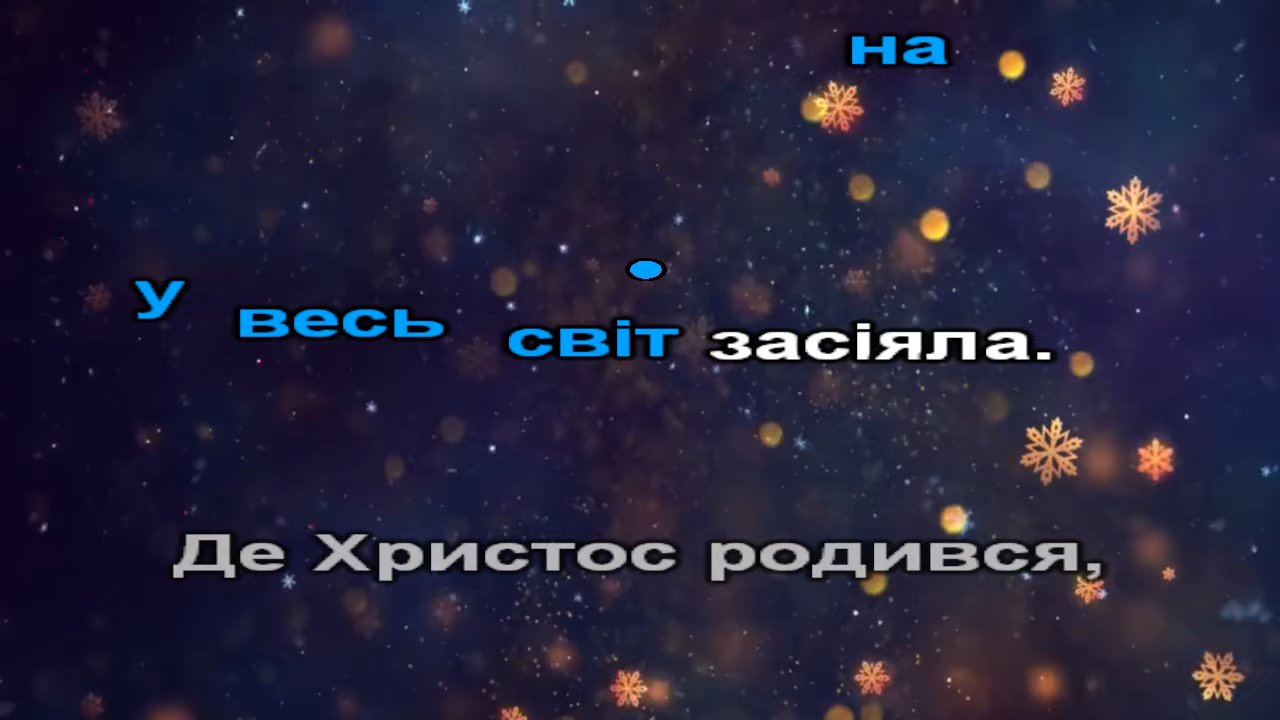 на
у весь світ засіяла.
Де Христос родився,